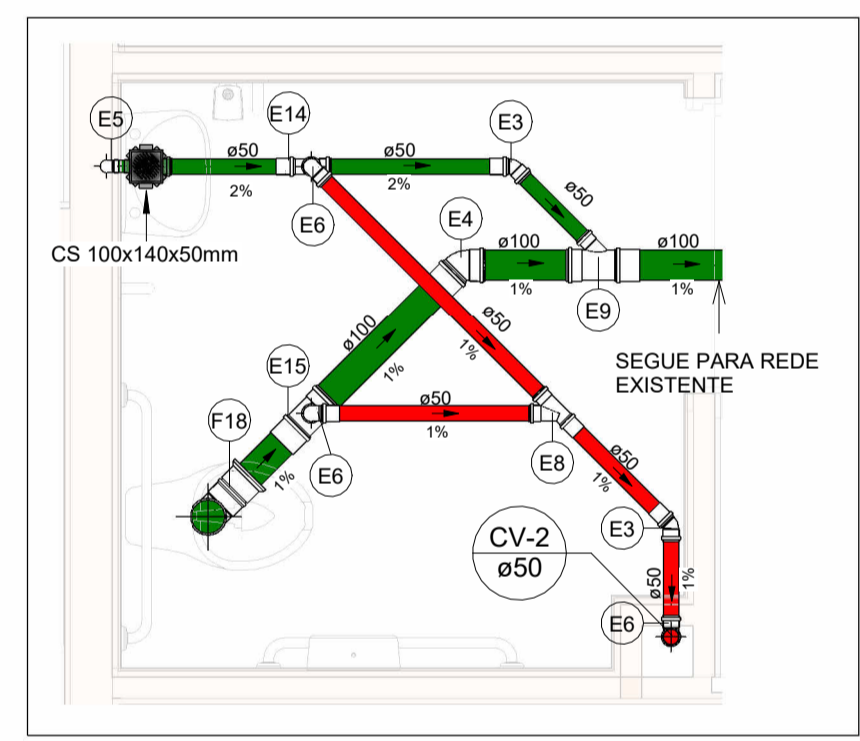 E5
E14
E3
ø50
2%
ø50
2%
ø50
E6
E4
CS 100x140x50mm
ø100
1%
ø100
1%
E9
ø50
1%
ø100
1%
SEGUE PARA REDE
EXISTENTE
E15
F18
1%
ø50
1%
E6
E8
ø50
1%
E3
CV-2
ø50
ø50
1%
E6